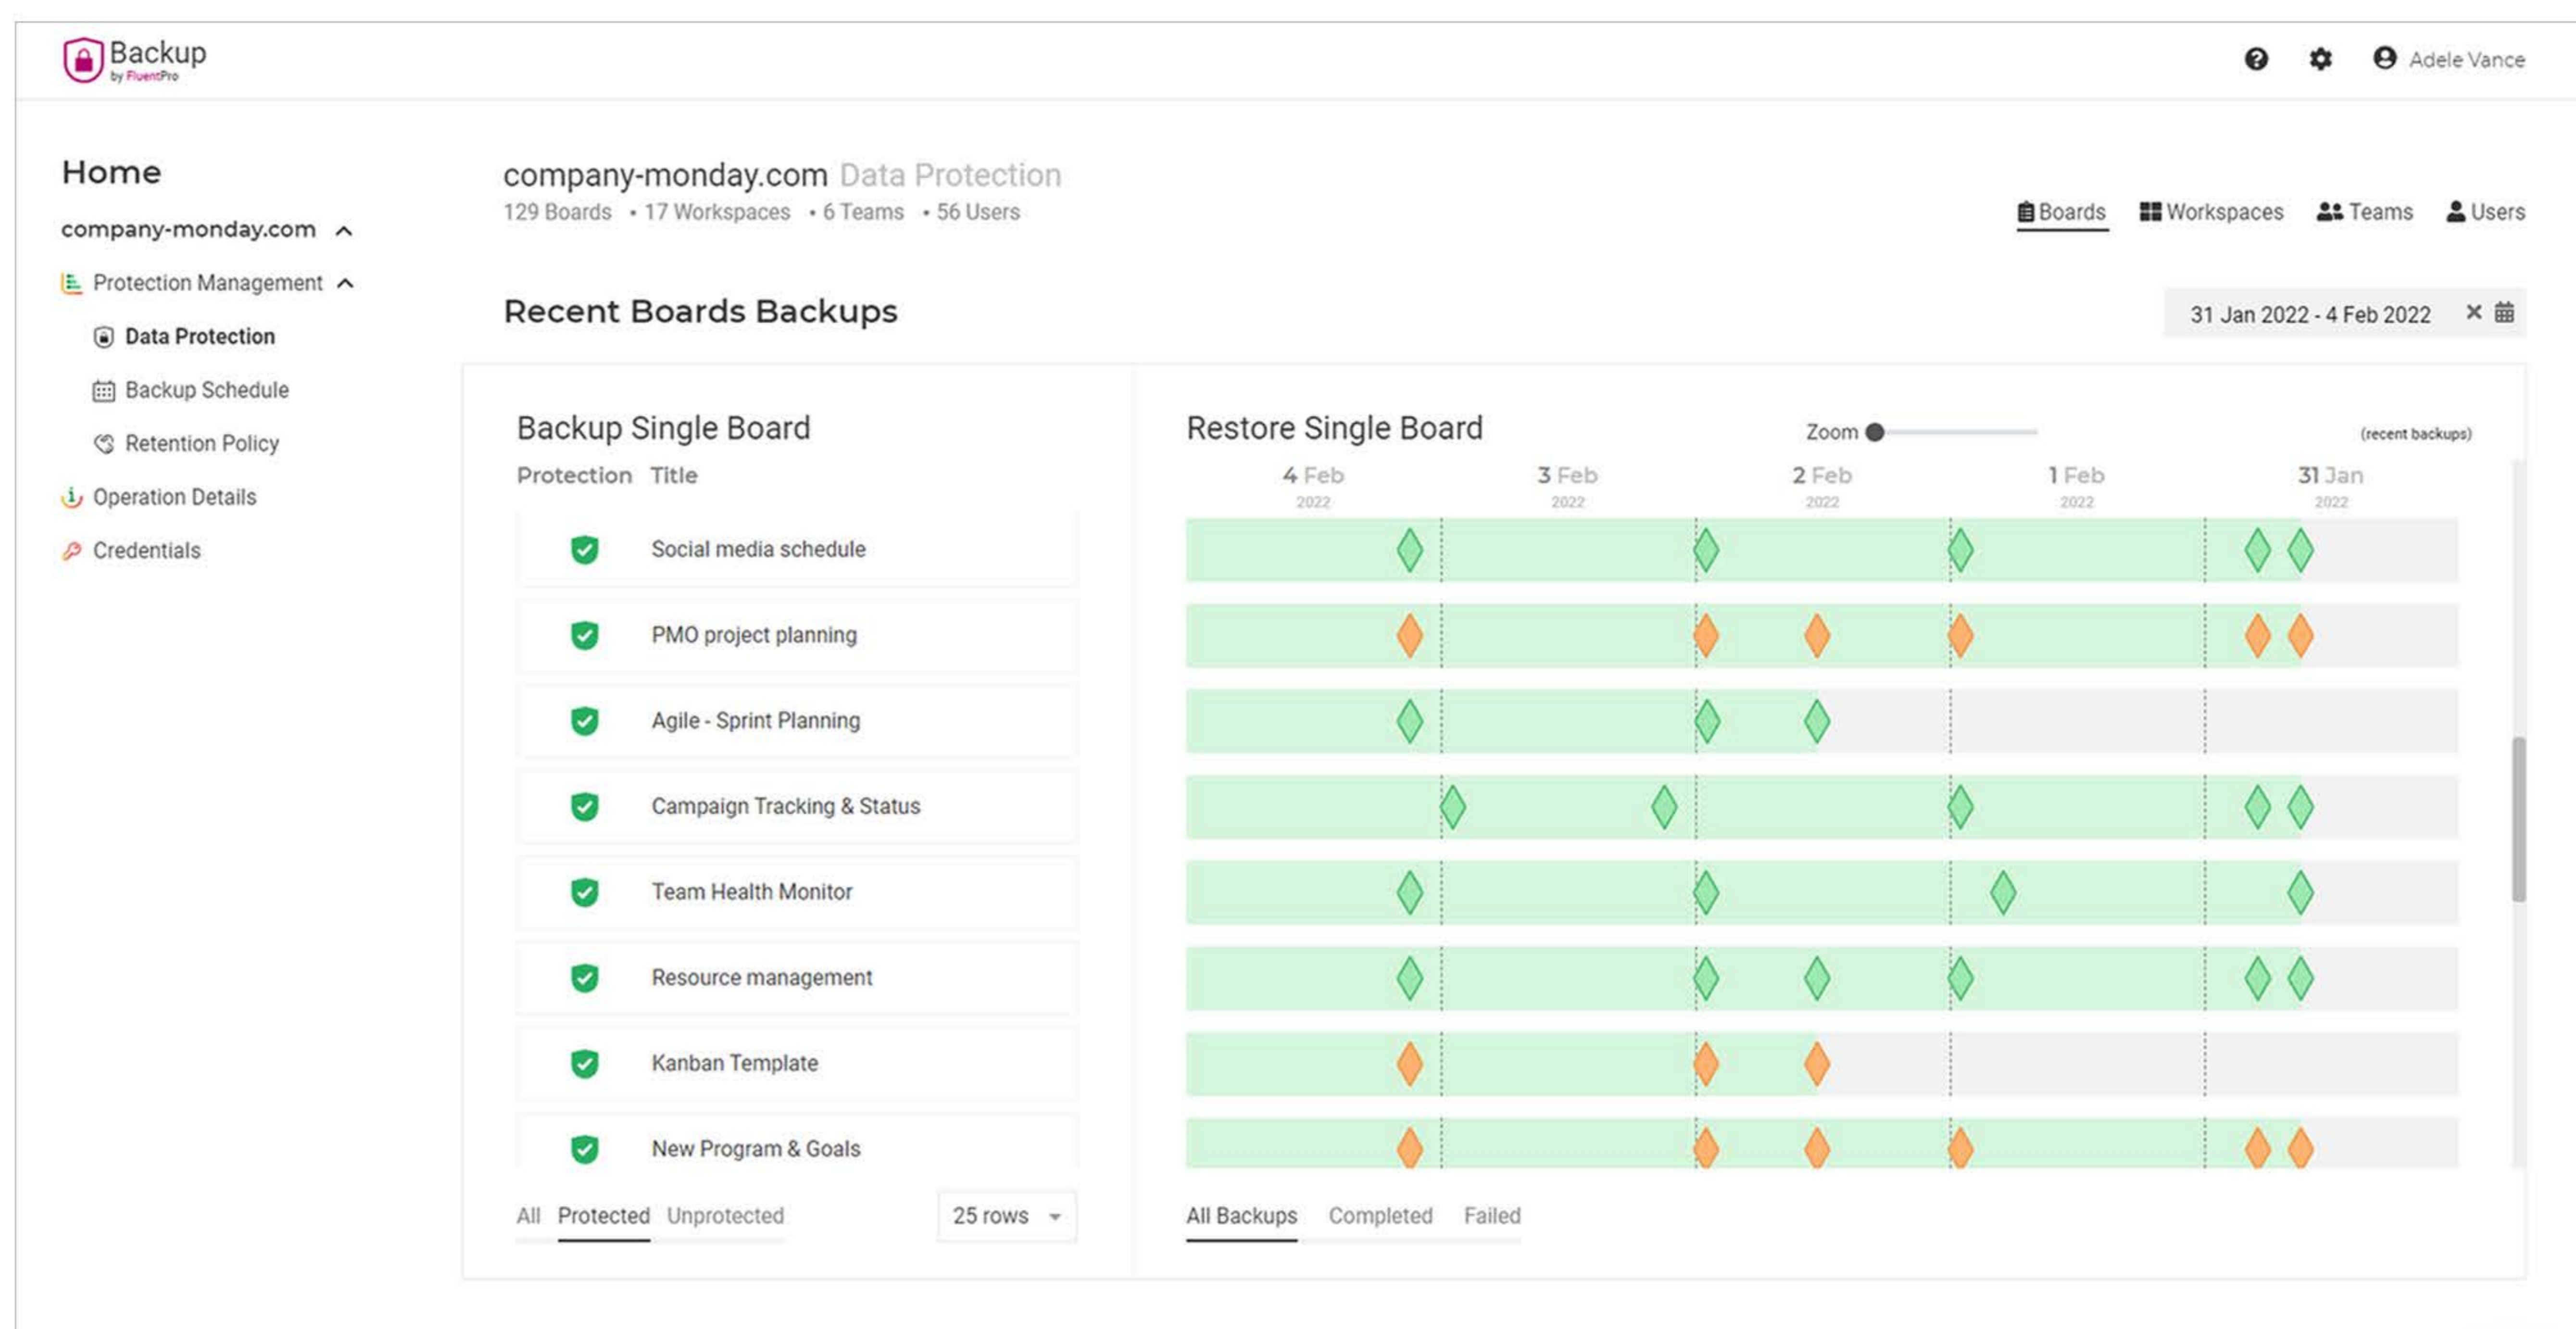 Backup
by FluentPro
Adele Vance
Home
company-monday.com
Protection Management
Data Protection
Backup Schedule
Retention Policy
Operation Details
Credentials
company-monday.com Data Protection
129 Boards • 17 Workspaces • 6 Teams • 56 Users
Boards Workspaces Teams Users
Recent Boards Backups
31 Jan 2022 - 4 Feb 2022
Backup Single Board
Protection Title
Social media schedule
PMO project planning
Agile - Sprint Planning
Campaign Tracking & Status
Team Health Monitor
Resource management
Kanban Template
New Program & Goals
All Protected Unprotected
25 rows
Restore Single Board
Zoom
(recent backups)
4 Feb 3 Feb 2 Feb 1 Feb 31 Jan
2022 2022 2022 2022 2022
All Backups Completed Failed